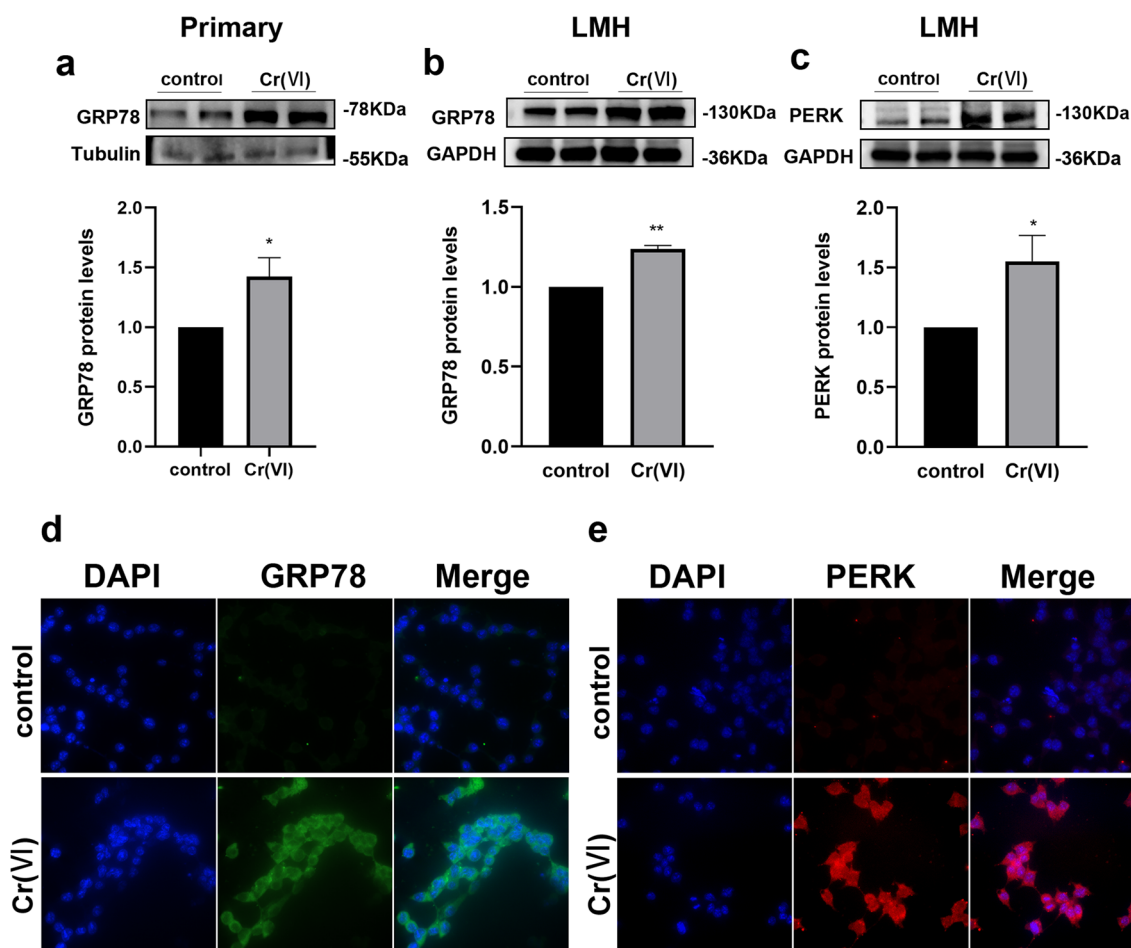 Primary
LMH
LMH
a
control
Cr(VI)
GRP78
-78KDa
Tubulin
-55KDa
b
control
Cr(VI)
GRP78
-130KDa
GAPDH
-36KDa
c
control
Cr(VI)
PERK
-130KDa
GAPDH
-36KDa
GRP78 protein levels
2.0
1.5
1.0
0.5
0.0
*
control
Cr(VI)
GRP78 protein levels
1.5
1.0
0.5
0.0
**
control
Cr(VI)
PERK protein levels
2.0
1.5
1.0
0.5
0.0
*
control
Cr(VI)
d
DAPI
GRP78
Merge
control
Cr(VI)
e
DAPI
PERK
Merge
control
Cr(VI)